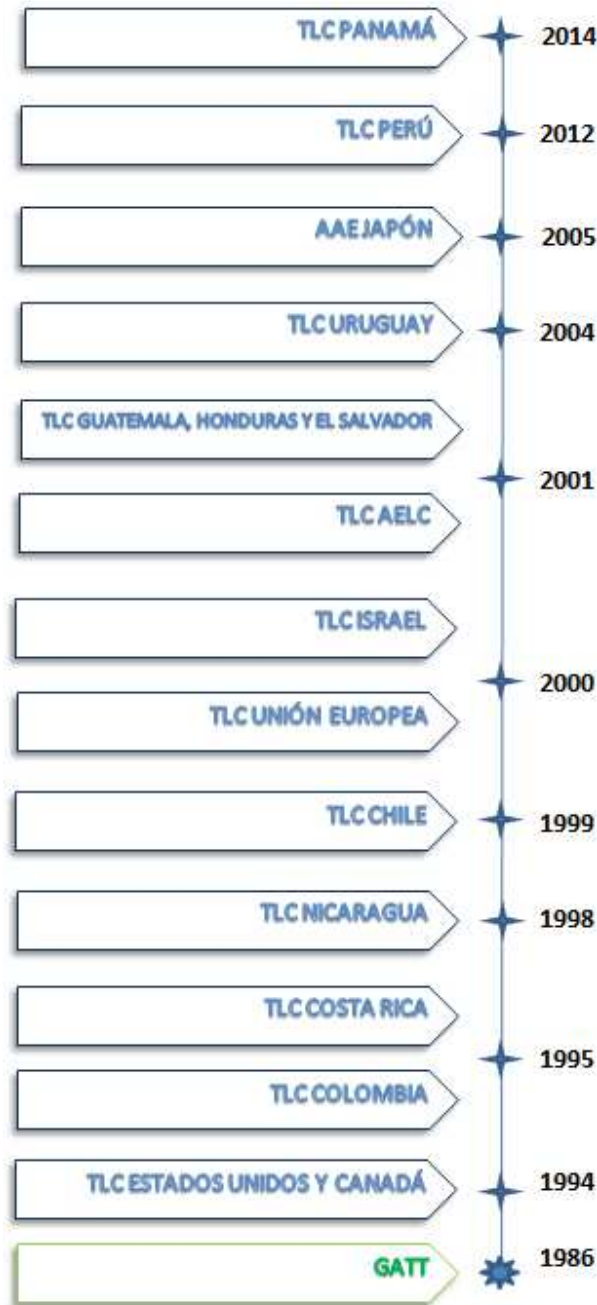 TLC PANAMÁ 2014
TLC PERÚ 2012
AAE JAPÓN 2005
TLC URUGUAY 2004
TLC GUATEMALA, HONDURAS Y EL SALVADOR
2001
TLC AELC
TLC ISRAEL
2000
TLC UNIÓN EUROPEA
TLC CHILE 1999
TLC NICARAGUA 1998
TLC COSTA RICA
1995
TLC COLOMBIA
TLC ESTADOS UNIDOS Y CANADÁ 1994
GATT 1986